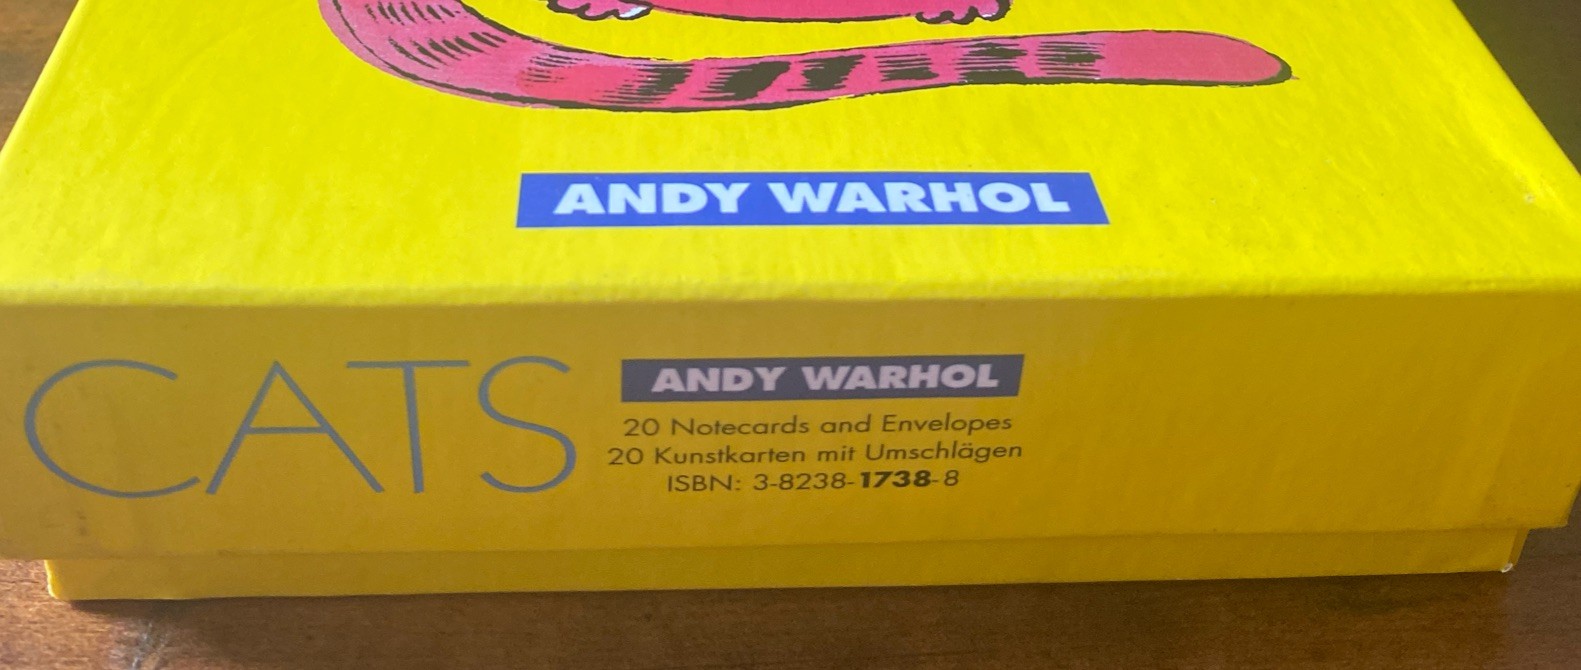 ANDY WARHOL
CATS
ANDY WARHOL
20 Notecards and Envelopes
20 Kunstkarten mit Umschlägen
ISBN: 3-8238-1738-8